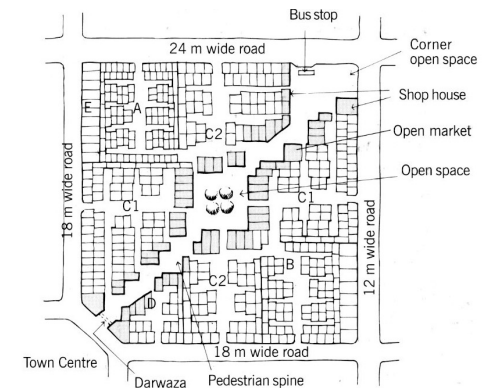 Bus stop
24 m wide road
Corner
open space
Shop house
E
A
C2
Open market
Open space
18 m wide road
C1
C1
12 m wide road
B
C2
D
18 m wide road
Town Centre
Darwaza
Pedestrian spine